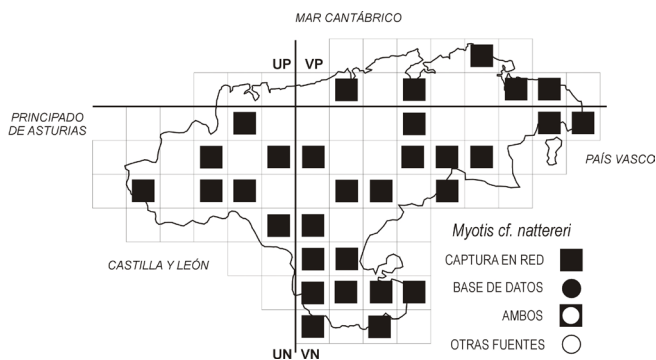 MAR CANTÁBRICO
UP VP
PRINCIPADO
DE ASTURIAS
PAÍS VASCO
CASTILLA Y LEÓN
Myotis cf. nattereri
CAPTURA EN RED
BASE DE DATOS
AMBOS
OTRAS FUENTES
UN VN